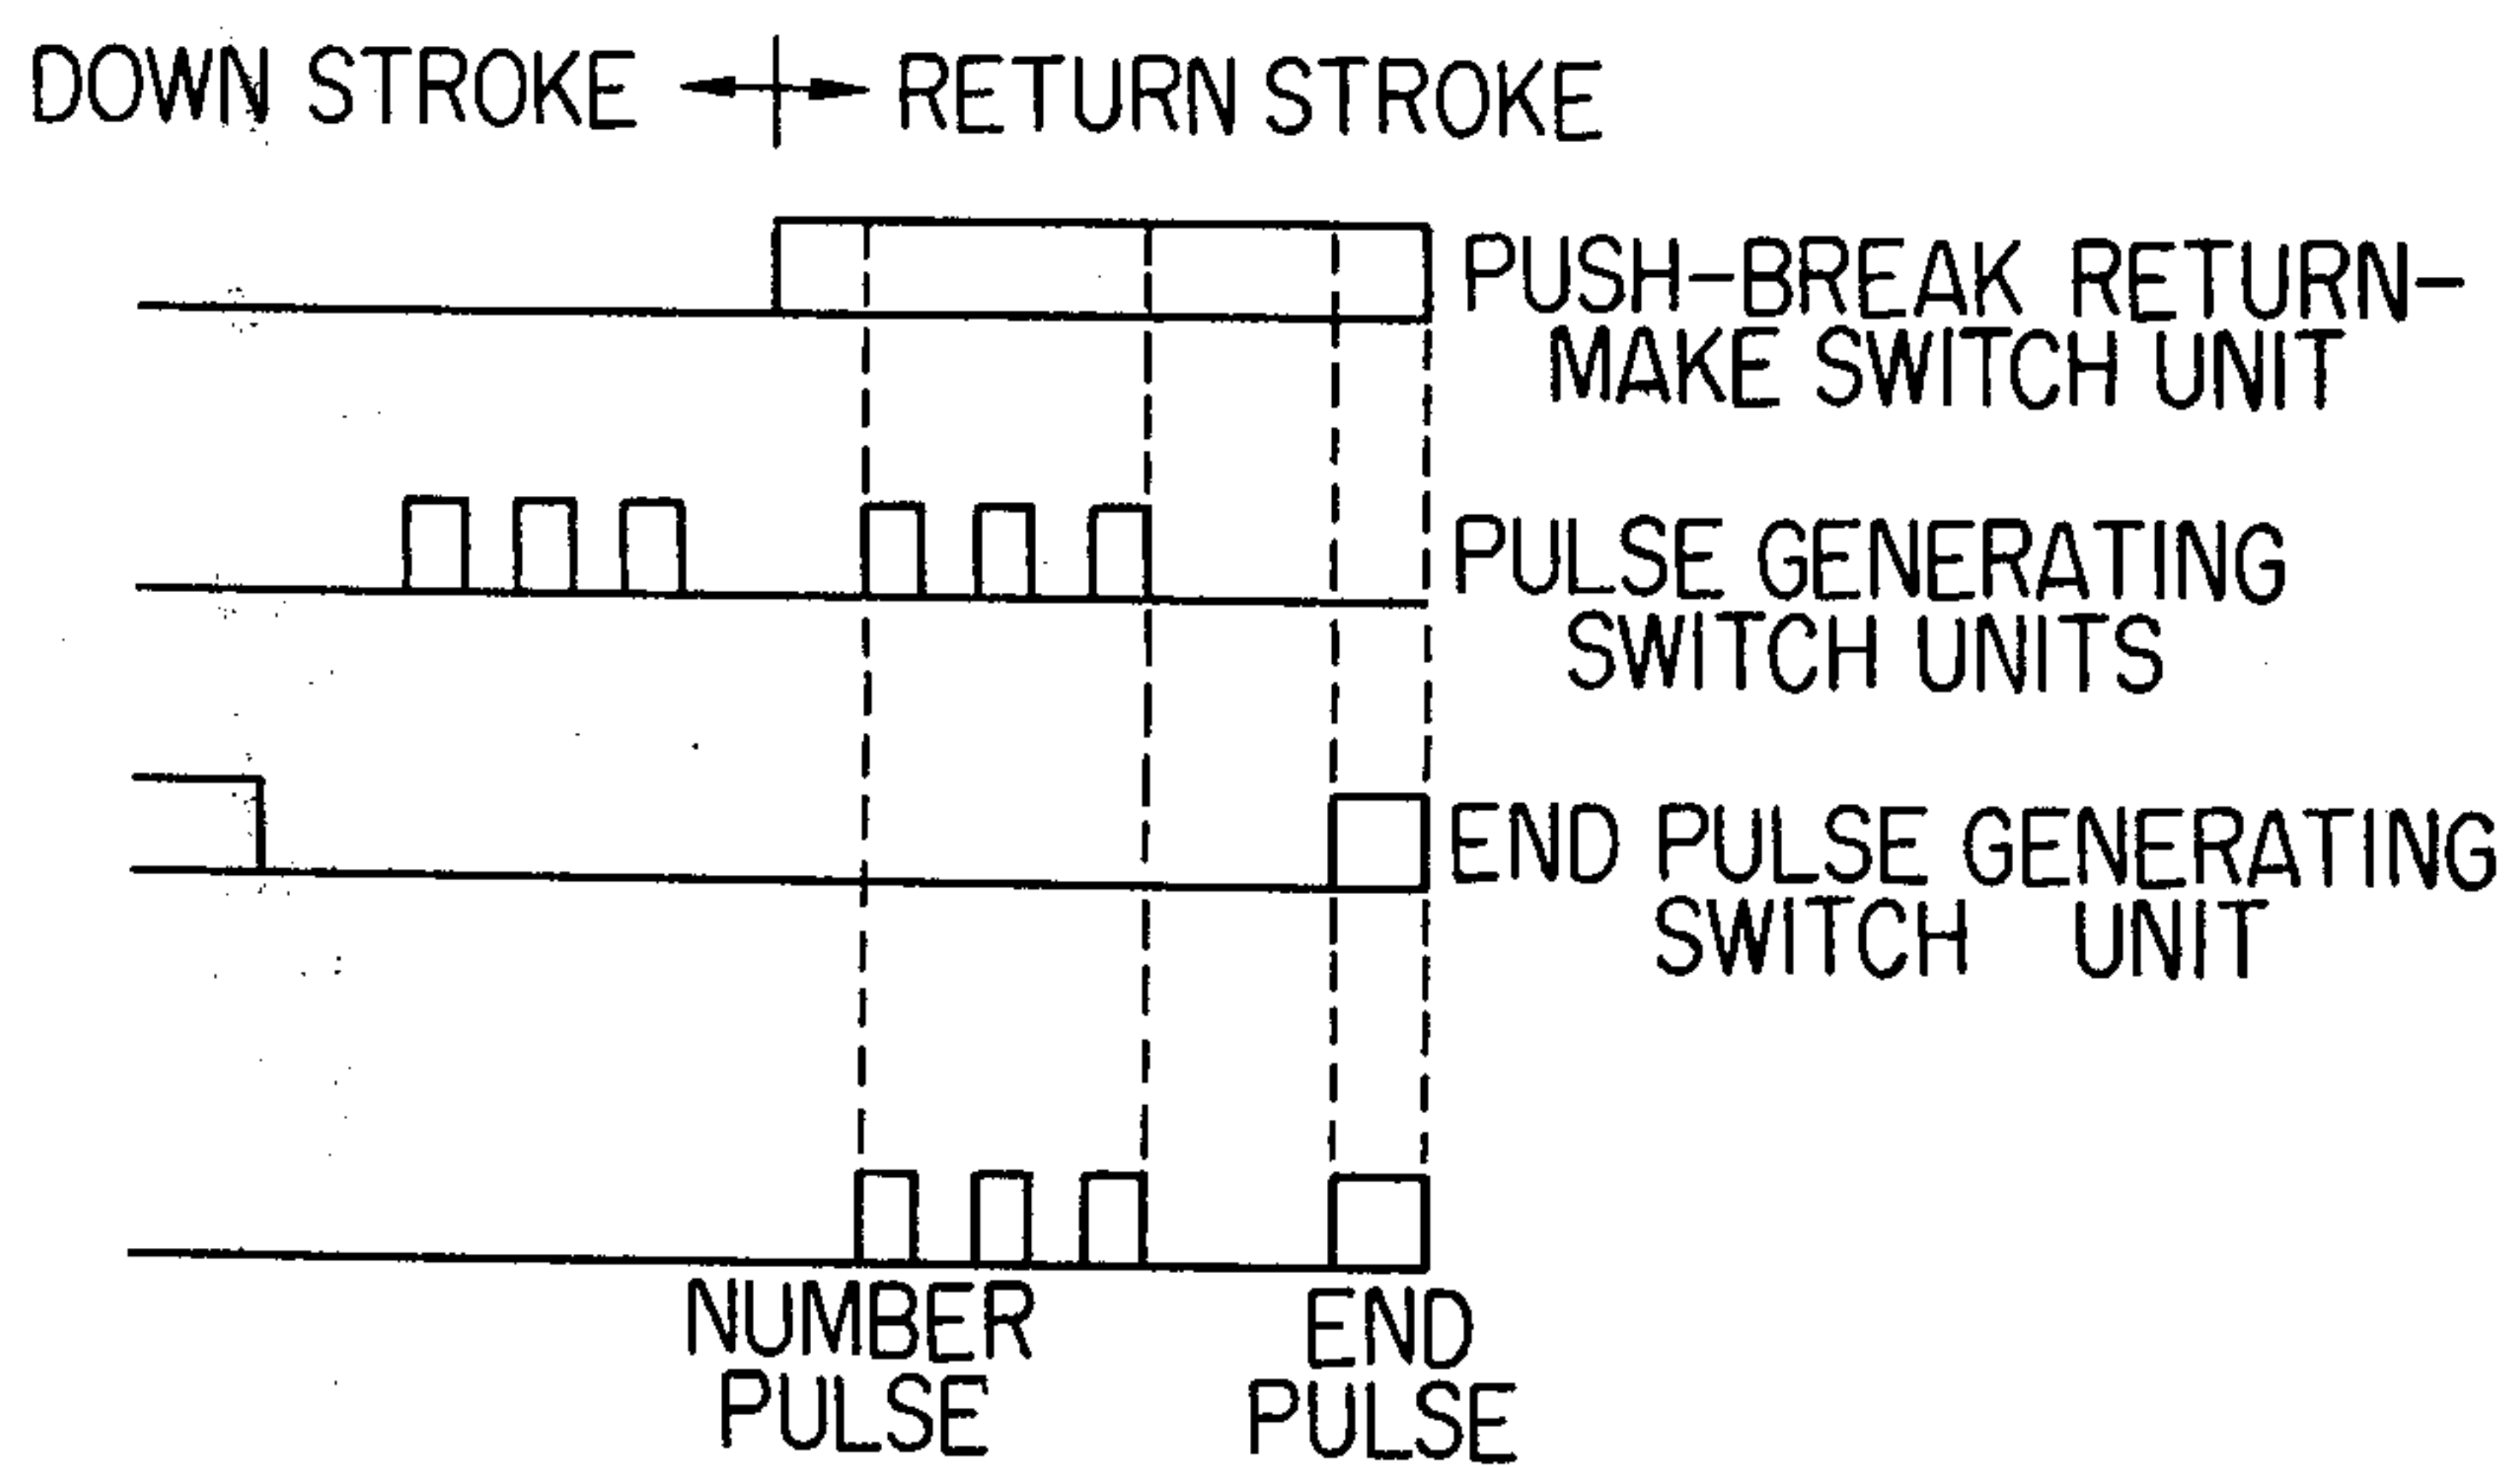 DOWN STROKE
RETURN STROKE
PUSH-BREAK RETURN-
MAKE SWITCH UNIT
PULSE GENERATING
SWITCH UNITS
END PULSE GENERATING
SWITCH UNIT
NUMBER
PULSE
END
PULSE